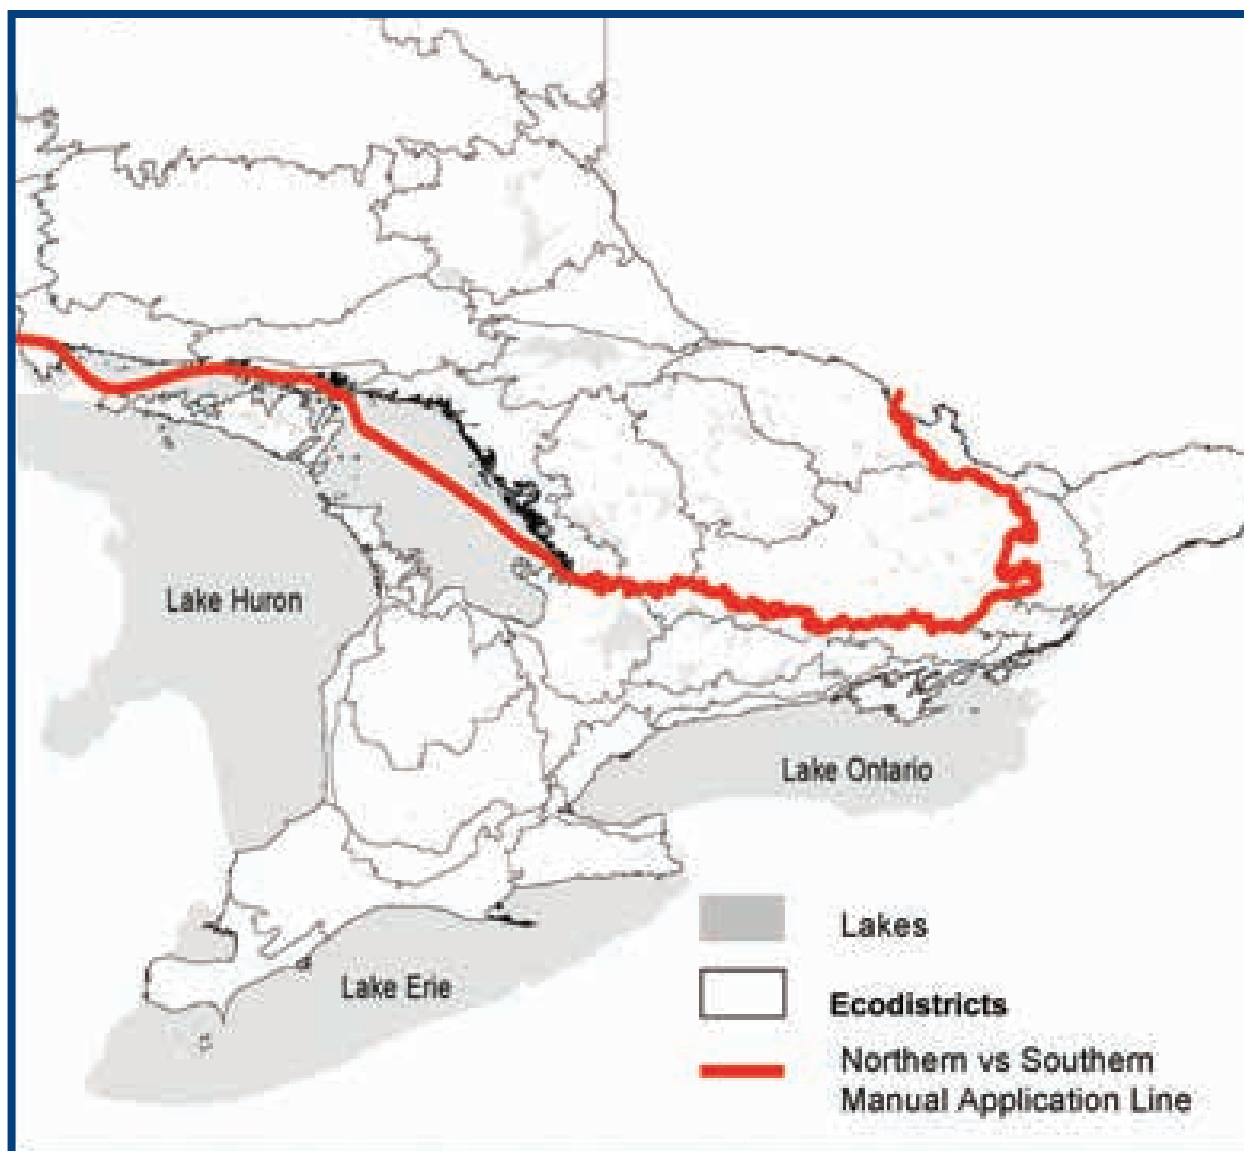 Lake Huron
Lake Ontario
Lake Erie
Lakes
Ecodistricts
Northern vs Southern
Manual Application Line